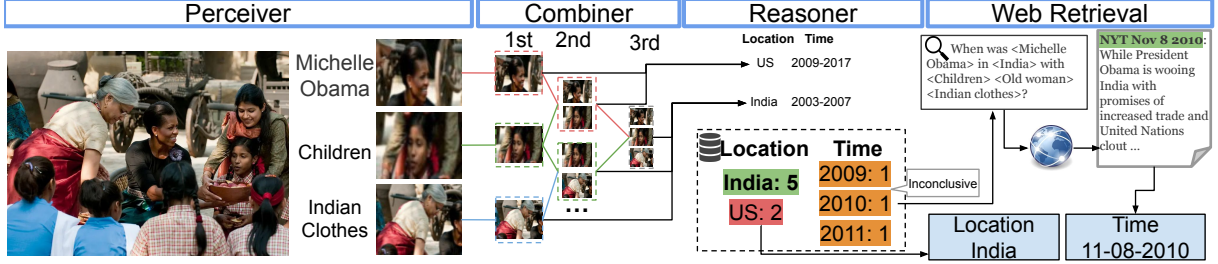 Perceiver
Combiner
Reasoner
Web Retrieval
Michelle
Obama
Children
Indian
Clothes
1st
2nd
3rd
...
Location Time
US 2009-2017
India 2003-2007
Location Time
India: 5
US: 2
2009: 1
2010: 1
2011: 1
Inconclusive
When was <Michelle
Obama> in <India> with
<Children> <Old woman>
<Indian clothes>?
NYT Nov 8 2010:
While President
Obama is wooing
India with
promises of
increased trade and
United Nations
clout ...
Location
India
Time
11-08-2010